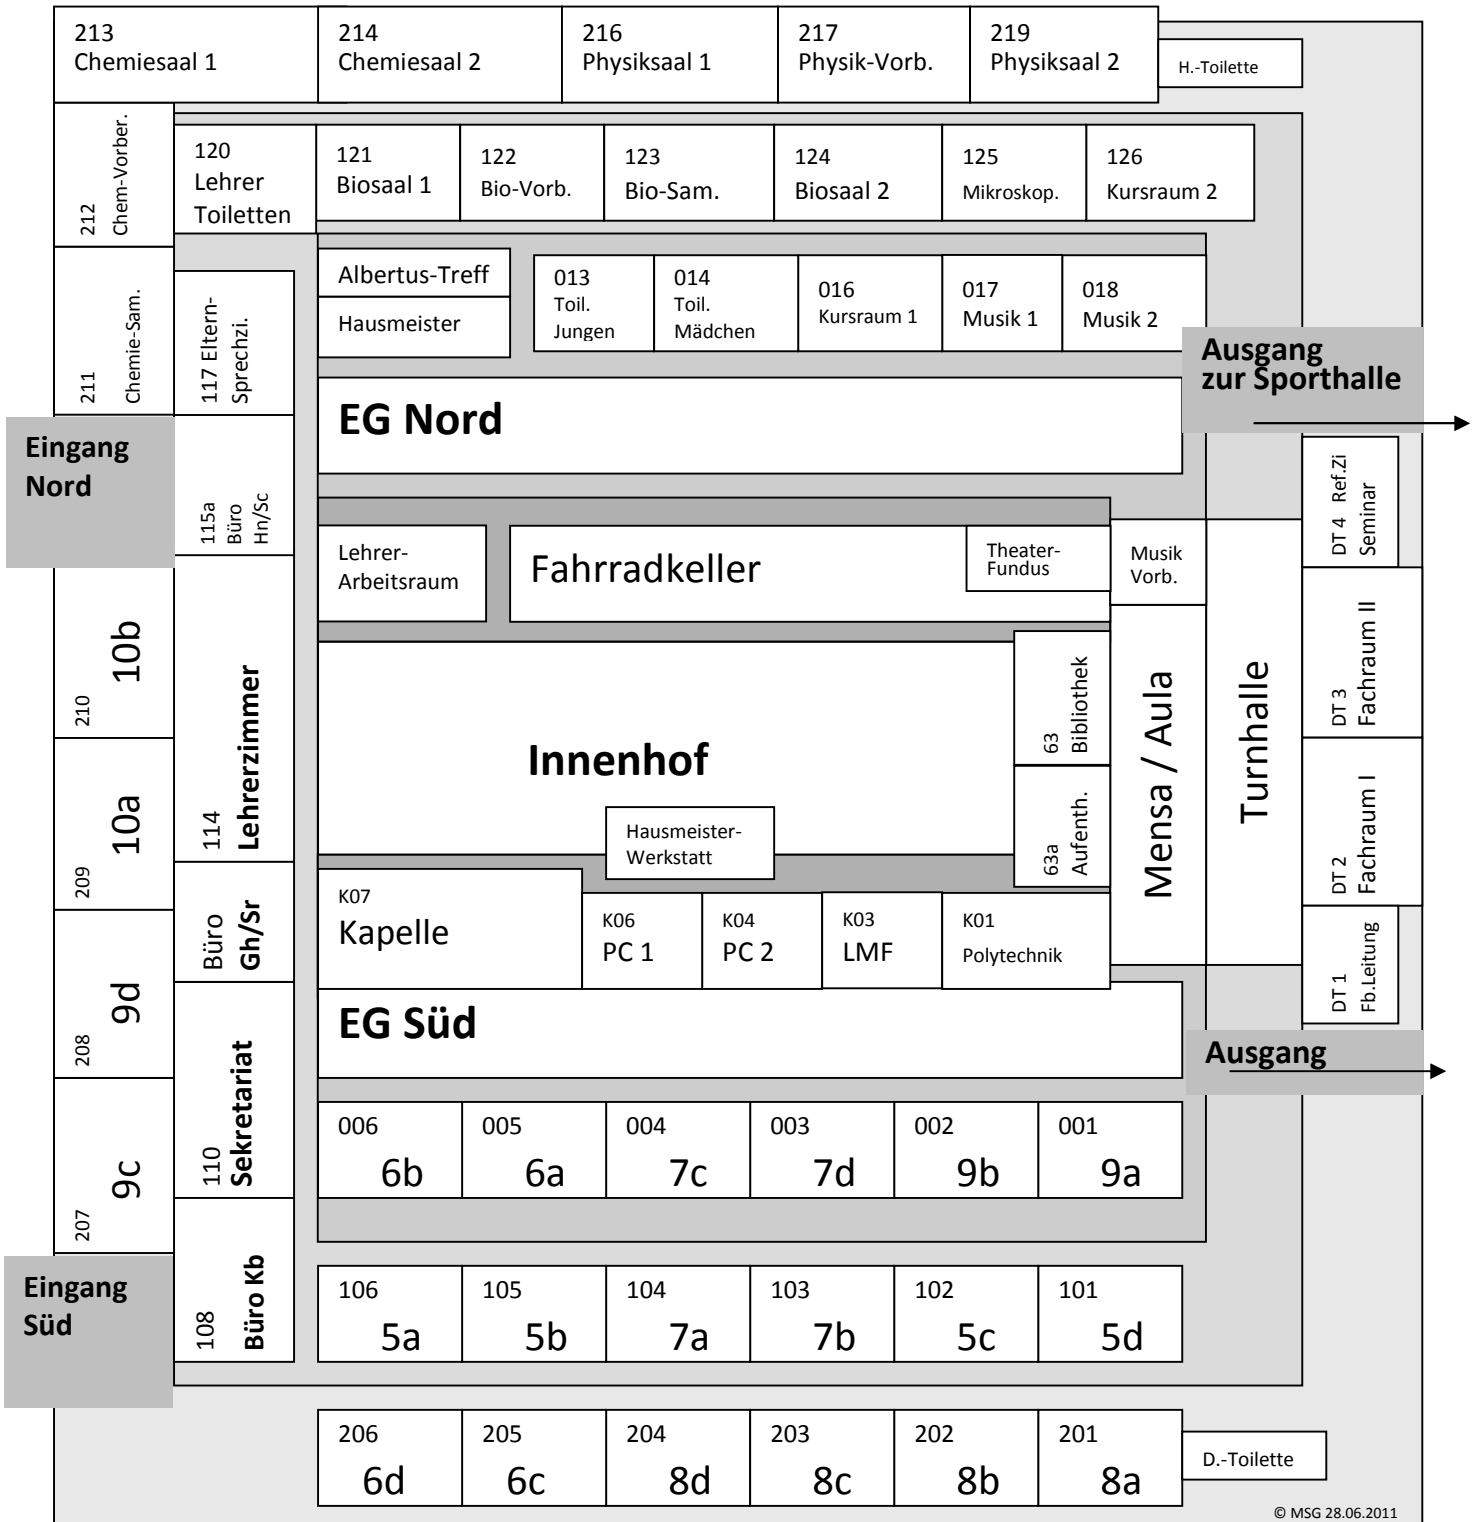 213
Chemiesaal 1
214
Chemiesaal 2
216
Physiksaal 1
217
Physik-Vorb.
219
Physiksaal 2
H.-Toilette
212
Chem-Vorber.
120
Lehrer
Toiletten
121
Biosaal 1
122
Bio-Vorb.
123
Bio-Sam.
124
Biosaal 2
125
Mikroskop.
126
Kursraum 2
211
Chemie-Sam.
117 Eltern-
Sprechzi.
Albertus-Treff
Hausmeister
013
Toil.
Jungen
014
Toil.
Mädchen
016
Kursraum 1
017
Musik 1
018
Musik 2
Ausgang
zur Sporthalle
EG Nord
Eingang
Nord
115a
Büro
Hn/Sc
Lehrer-
Arbeitsraum
Fahrradkeller
Theater-
Fundus
Musik
Vorb.
DT 4 Ref.Zi
Seminar
210
10b
114
Lehrerzimmer
Innenhof
63
Bibliothek
Mensa / Aula
Turnhalle
DT 3
Fachraum II
209
10a
Hausmeister-
Werkstatt
63a
Aufenth.
DT 2
Fachraum I
208
9d
Büro
Gh/Sr
K07
Kapelle
K06
PC 1
K04
PC 2
K03
LMF
K01
Polytechnik
DT 1
Fb.Leitung
EG Süd
Ausgang
207
9c
110
Sekretariat
006
6b
005
6a
004
7c
003
7d
002
9b
001
9a
Eingang
Süd
108
Büro Kb
106
5a
105
5b
104
7a
103
7b
102
5c
101
5d
206
6d
205
6c
204
8d
203
8c
202
8b
201
8a
D.-Toilette
© MSG 28.06.2011